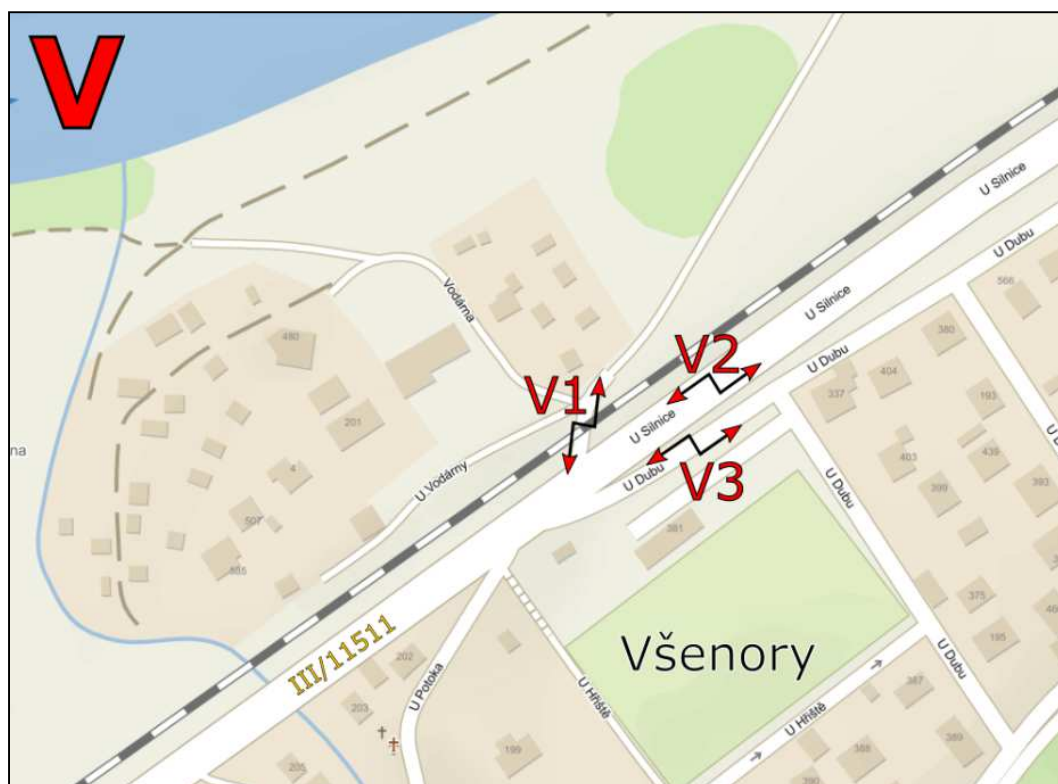 V
U Silnice
U Dubu
566
Vodárna
U Silnice
480
380
V2
U Dubu
404
V1
337
193
201
U Silnice
na
439
403
4
V3
U Dubu
393
U Vodárny
399
U Dubu
507
381
555
375
Všenory
195
III/11511
202
U Dubu
U Potoka
387
203
U Hřiště
U Hřiště
199
389
388
205
390